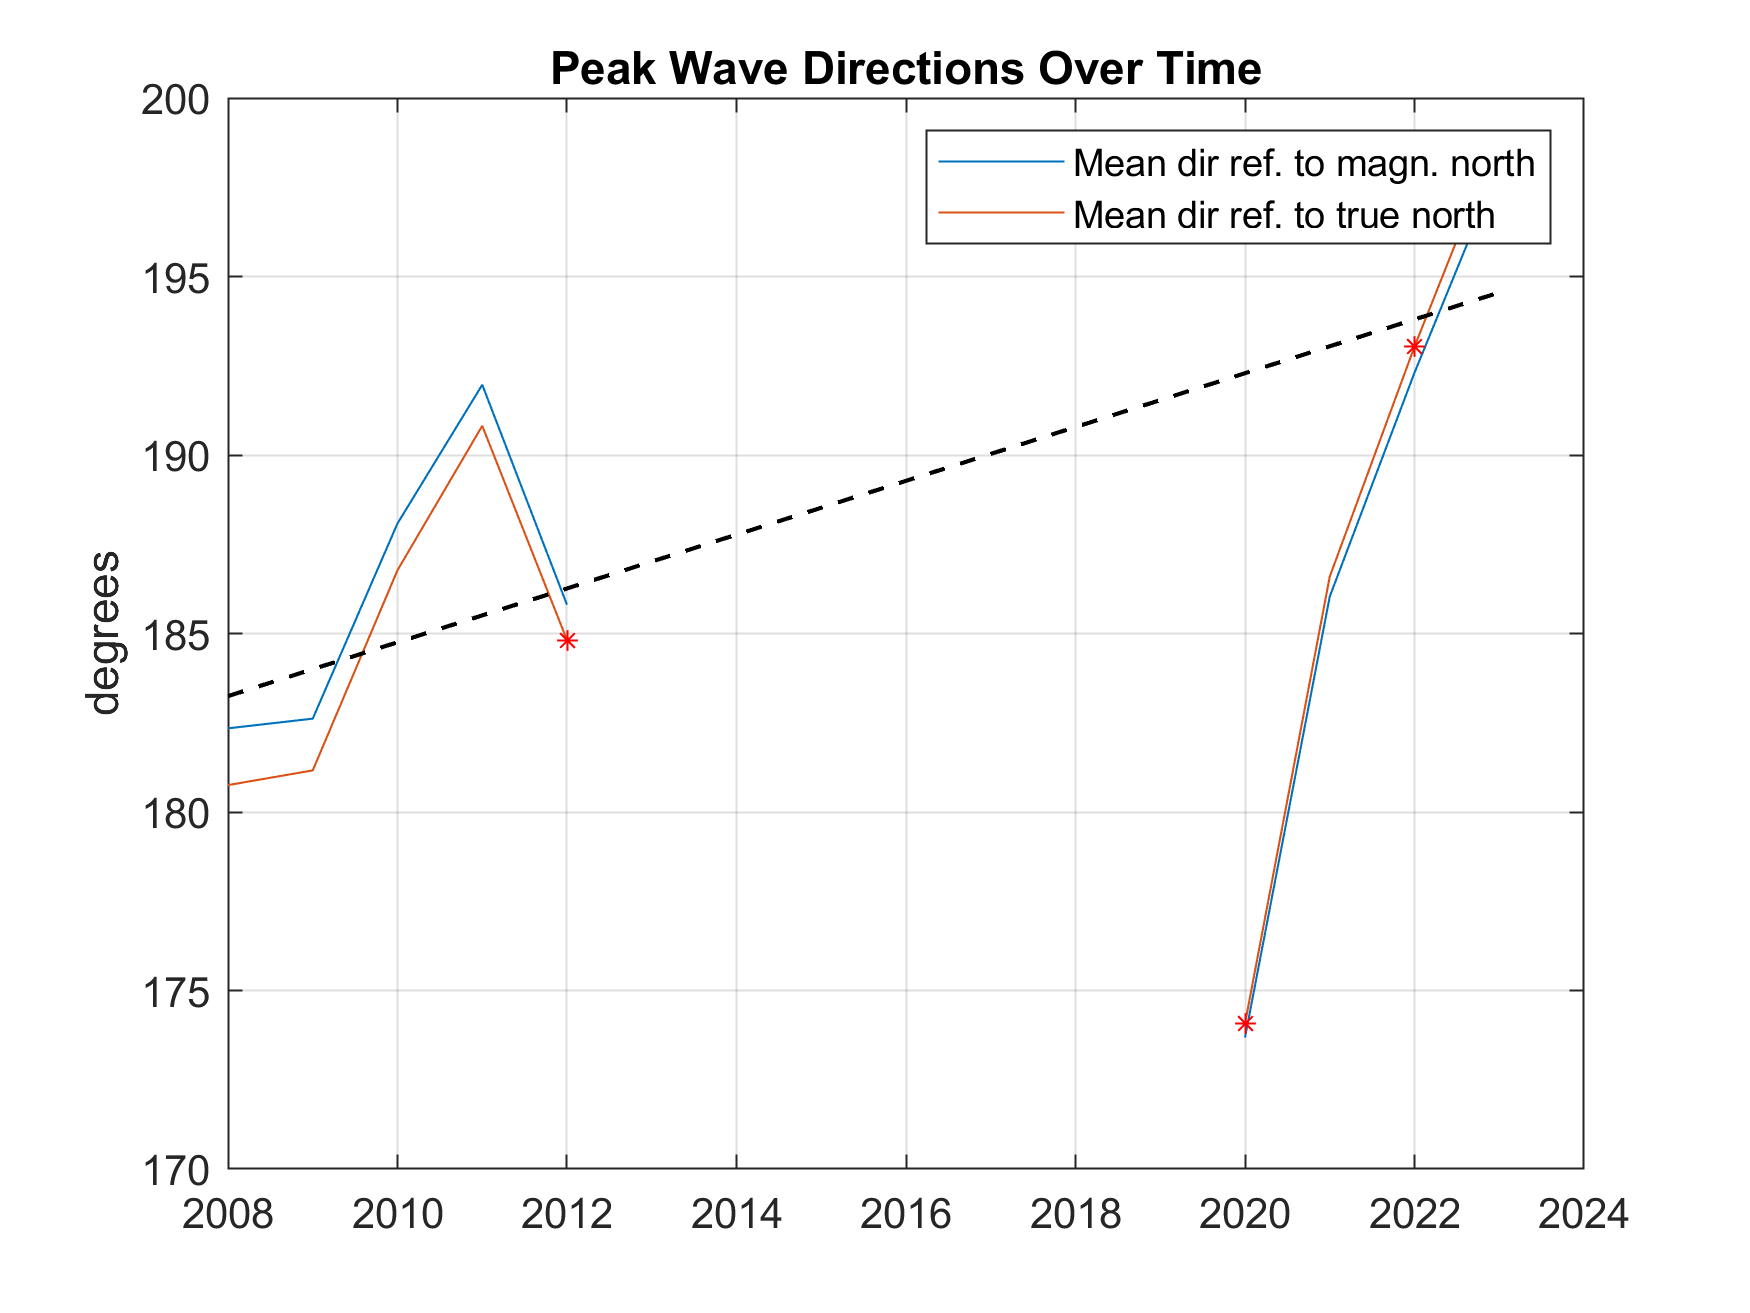 Peak Wave Directions Over Time
Mean dir ref. to magn. north
Mean dir ref. to true north
degrees
200
195
190
185
180
175
170
2008 2010 2012 2014 2016 2018 2020 2022 2024